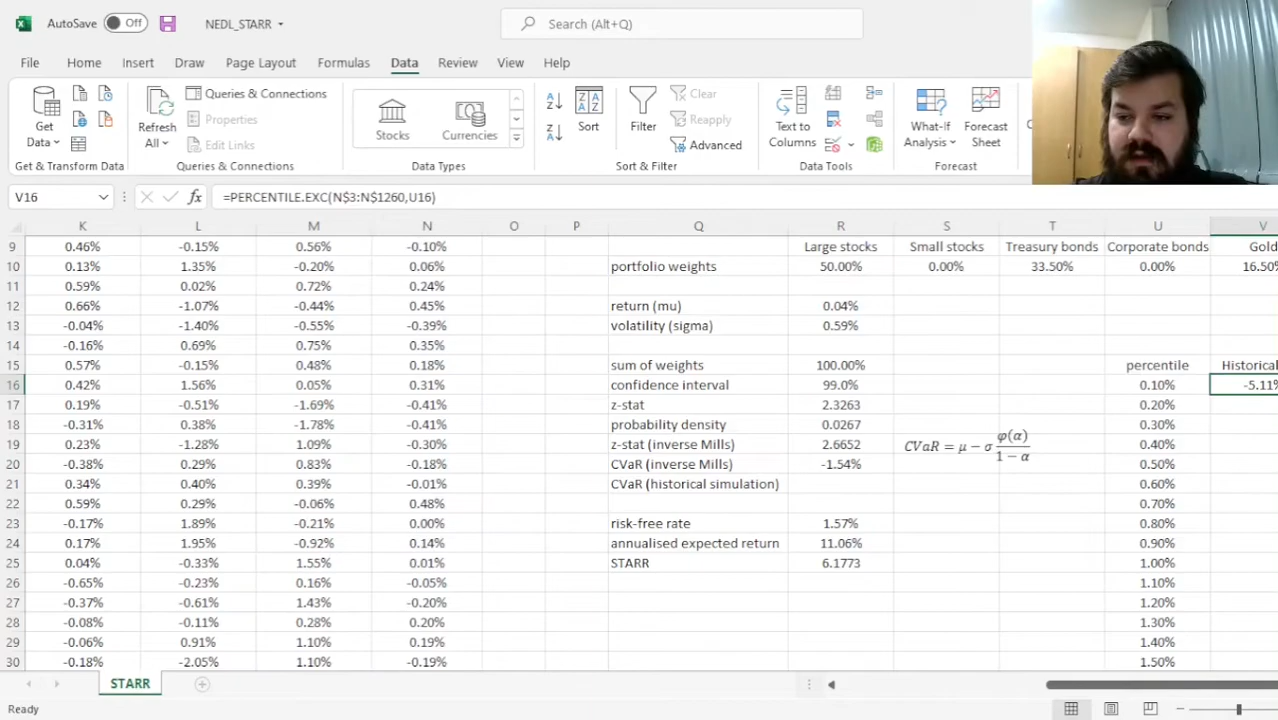 AutoSave Off NEDL_STARR Search (Alt+Q)
File Home Insert Draw Page Layout Formulas Data Review View Help
Get Data Refresh All Queries & Connections Properties Edit Links Stocks Currencies Sort Filter Clear Reapply Advanced Text to Columns What-If Analysis Forecast Sheet
Get & Transform Data Queries & Connections Data Types Sort & Filter Data Tools Forecast
V16 fx =PERCENTILE.EXC(N$3:N$1260,U16)
K L M N O P Q R S T U V
9 0.46% -0.15% 0.56% -0.10% Large stocks Small stocks Treasury bonds Corporate bonds Gold
10 0.13% 1.35% -0.20% 0.06% portfolio weights 50.00% 0.00% 33.50% 0.00% 16.50%
11 0.59% 0.02% 0.72% 0.24%
12 0.66% -1.07% -0.44% 0.45% return (mu) 0.04%
13 -0.04% -1.40% -0.55% -0.39% volatility (sigma) 0.59%
14 -0.16% 0.69% 0.75% 0.35%
15 0.57% -0.15% 0.48% 0.18% sum of weights 100.00% percentile Historical
16 0.42% 1.56% 0.05% 0.31% confidence interval 99.0% 0.10% -5.11%
17 0.19% -0.51% -1.69% -0.41% z-stat 2.3263 0.20%
18 -0.31% 0.38% -1.78% -0.41% probability density 0.0267 0.30%
19 0.23% -1.28% 1.09% -0.30% z-stat (inverse Mills) 2.6652 CVaR = μ − σ φ(α) / 1 − α 0.40%
20 -0.38% 0.29% 0.83% -0.18% CVaR (inverse Mills) -1.54% 0.50%
21 0.34% 0.40% 0.39% -0.01% CVaR (historical simulation) 0.60%
22 0.59% 0.29% -0.06% 0.48% 0.70%
23 -0.17% 1.89% -0.21% 0.00% risk-free rate 1.57% 0.80%
24 0.17% 1.95% -0.92% 0.14% annualised expected return 11.06% 0.90%
25 0.04% -0.33% 1.55% 0.01% STARR 6.1773 1.00%
26 -0.65% -0.23% 0.16% -0.05% 1.10%
27 -0.37% -0.61% 1.43% -0.20% 1.20%
28 -0.08% -0.11% 0.28% 0.20% 1.30%
29 -0.06% 0.91% 1.10% 0.19% 1.40%
30 -0.18% -2.05% 1.10% -0.19% 1.50%
STARR
Ready